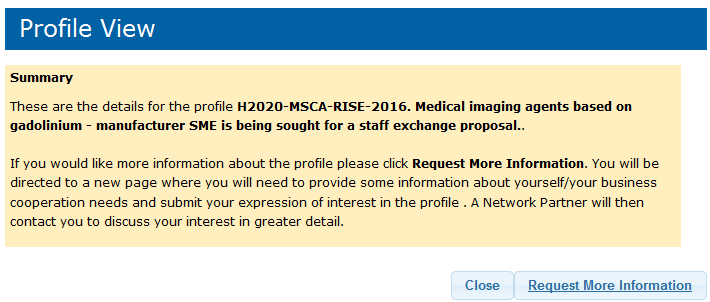 Profile View
Summary
These are the details for the profile H2020-MSCA-RISE-2016. Medical imaging agents based on
gadolinium - manufacturer SME is being sought for a staff exchange proposal..
If you would like more information about the profile please click Request More Information. You will be
directed to a new page where you will need to provide some information about yourself/your business
cooperation needs and submit your expression of interest in the profile . A Network Partner will then
contact you to discuss your interest in greater detail.
Close
Request More Information